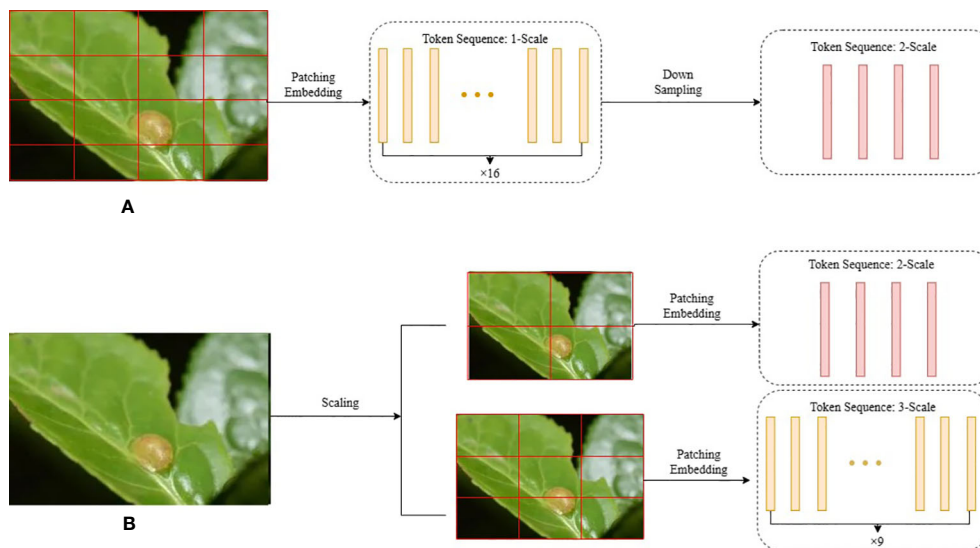 Token Sequence: 1-Scale
Patching
Embedding
×16
Down
Sampling
Token Sequence: 2-Scale
A
Scaling
Patching
Embedding
Token Sequence: 2-Scale
Patching
Embedding
Token Sequence: 3-Scale
×9
B